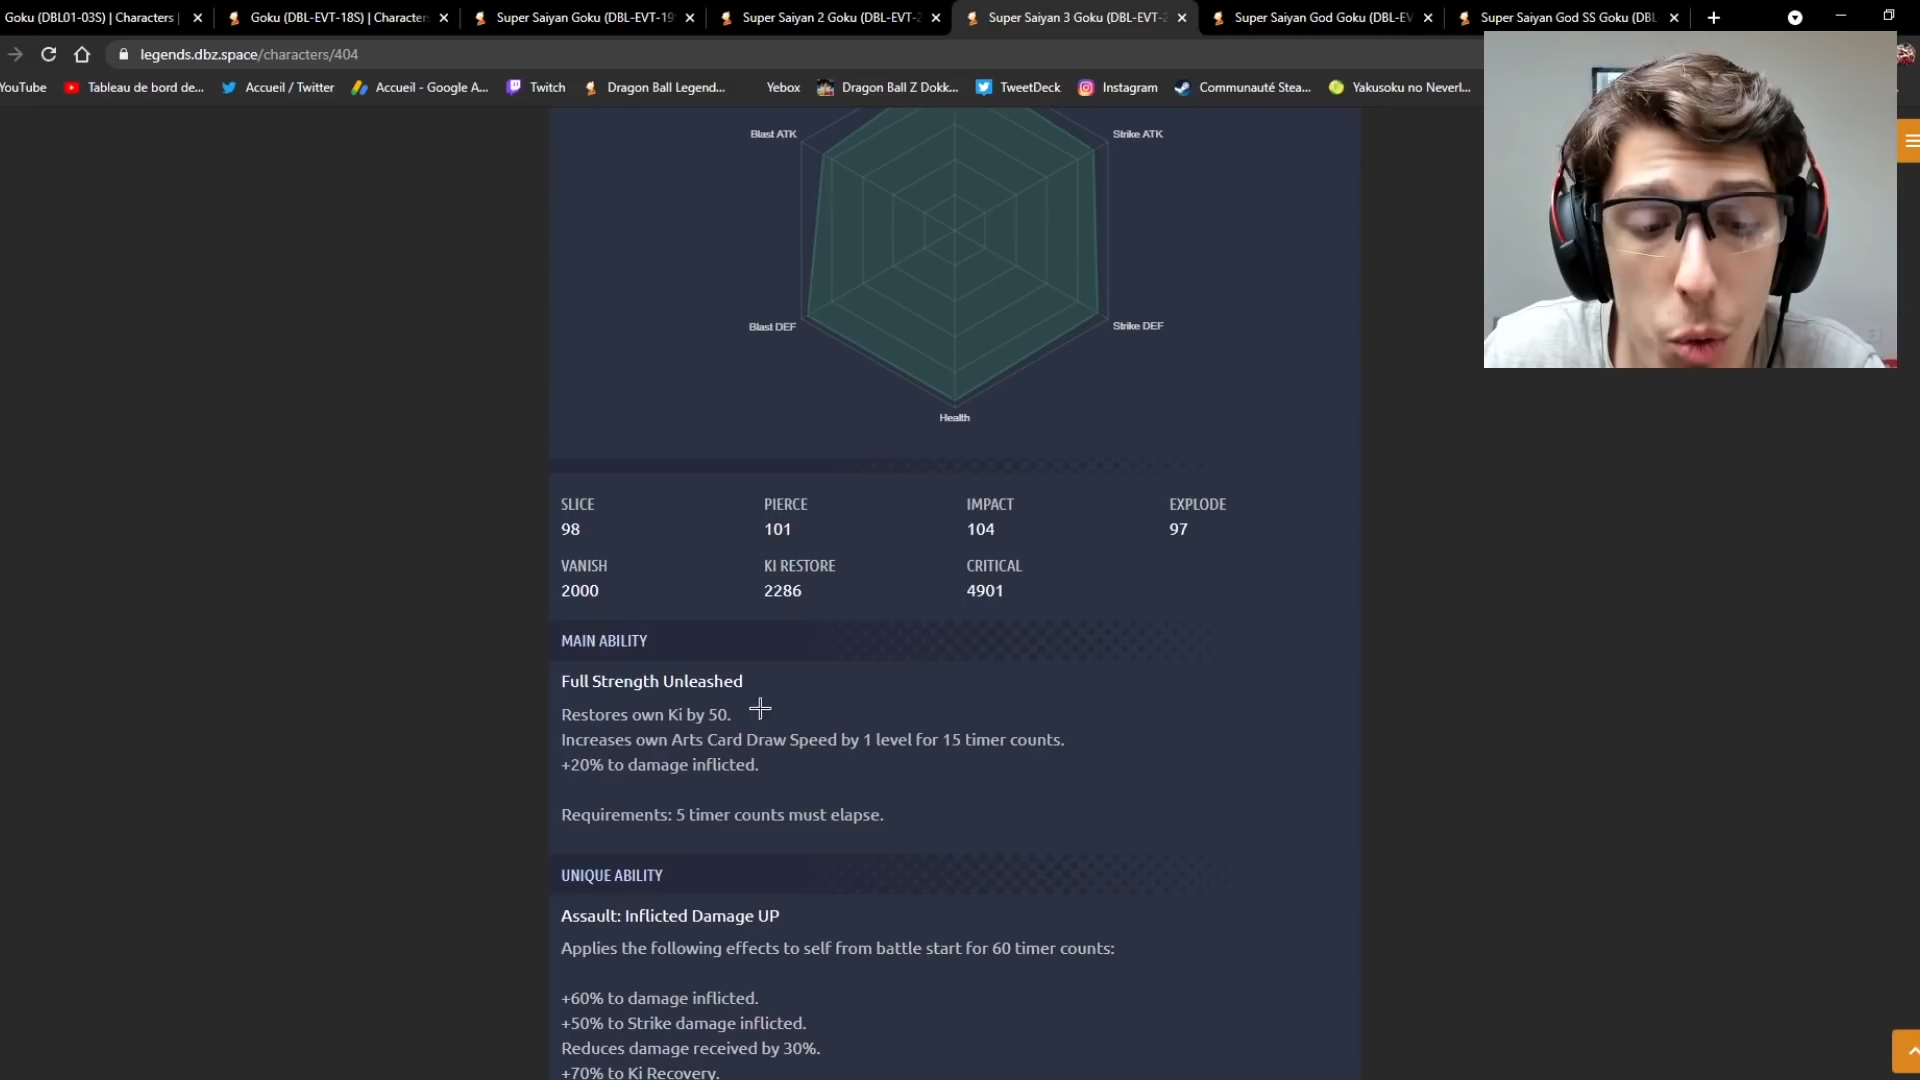 Goku (DBL01-03S) | Characters
Goku (DBL-EVT-18S) | Character
Super Saiyan Goku (DBL-EVT-19
Super Saiyan 2 Goku (DBL-EVT-2
Super Saiyan 3 Goku (DBL-EVT-2
Super Saiyan God Goku (DBL-EV
Super Saiyan God SS Goku (DBL
legends.dbz.space/characters/404
YouTube
Tableau de bord de...
Accueil / Twitter
Accueil - Google A...
Twitch
Dragon Ball Legend...
Yebox
Dragon Ball Z Dokk...
TweetDeck
Instagram
Communauté Stea...
Yakusoku no Neverl...
Blast ATK
Strike ATK
Blast DEF
Strike DEF
Health
SLICE
PIERCE
IMPACT
EXPLODE
98
101
104
97
VANISH
KI RESTORE
CRITICAL
2000
2286
4901
MAIN ABILITY
Full Strength Unleashed
Restores own Ki by 50.
Increases own Arts Card Draw Speed by 1 level for 15 timer counts.
+20% to damage inflicted.
Requirements: 5 timer counts must elapse.
UNIQUE ABILITY
Assault: Inflicted Damage UP
Applies the following effects to self from battle start for 60 timer counts:
+60% to damage inflicted.
+50% to Strike damage inflicted.
Reduces damage received by 30%.
+70% to Ki Recovery.